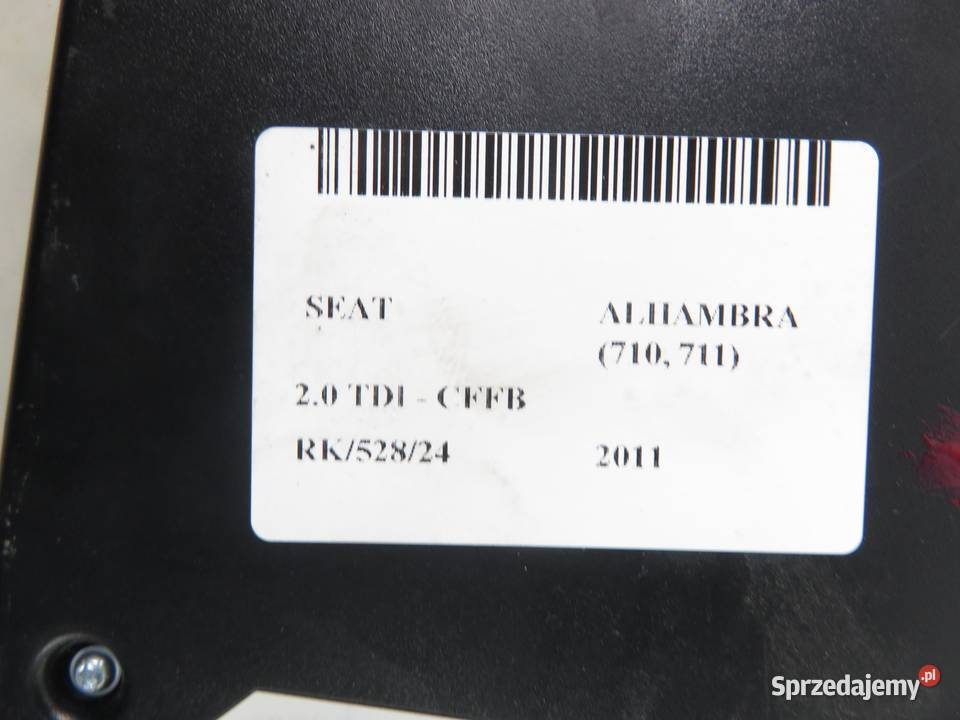 SEAT ALHAMBRA
(710, 711)
2.0 TDI - CFFB
RK/528/24 2011
Sprzedajemy.pl